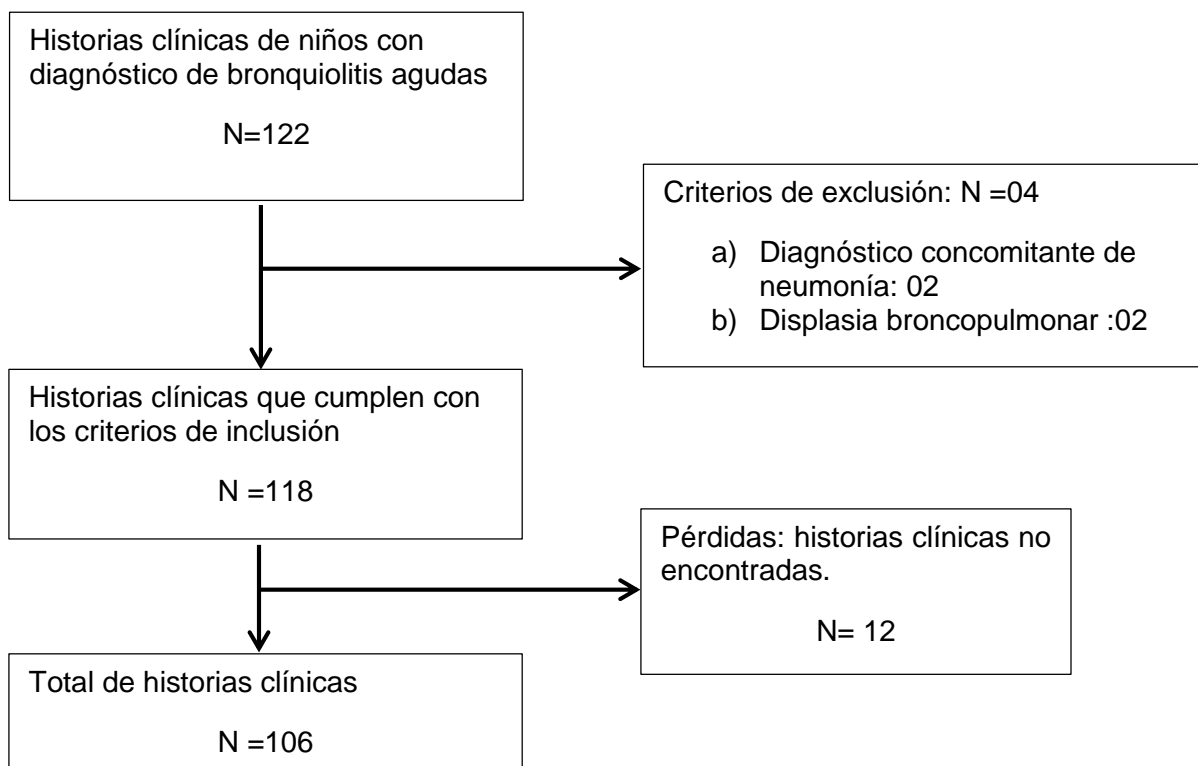 Historias clínicas de niños con
diagnóstico de bronquiolitis agudas
N=122
Criterios de exclusión: N =04
a) Diagnóstico concomitante de
neumonía: 02
b) Displasia broncopulmonar :02
Historias clínicas que cumplen con
los criterios de inclusión
N =118
Pérdidas: historias clínicas no
encontradas.
N= 12
Total de historias clínicas
N =106